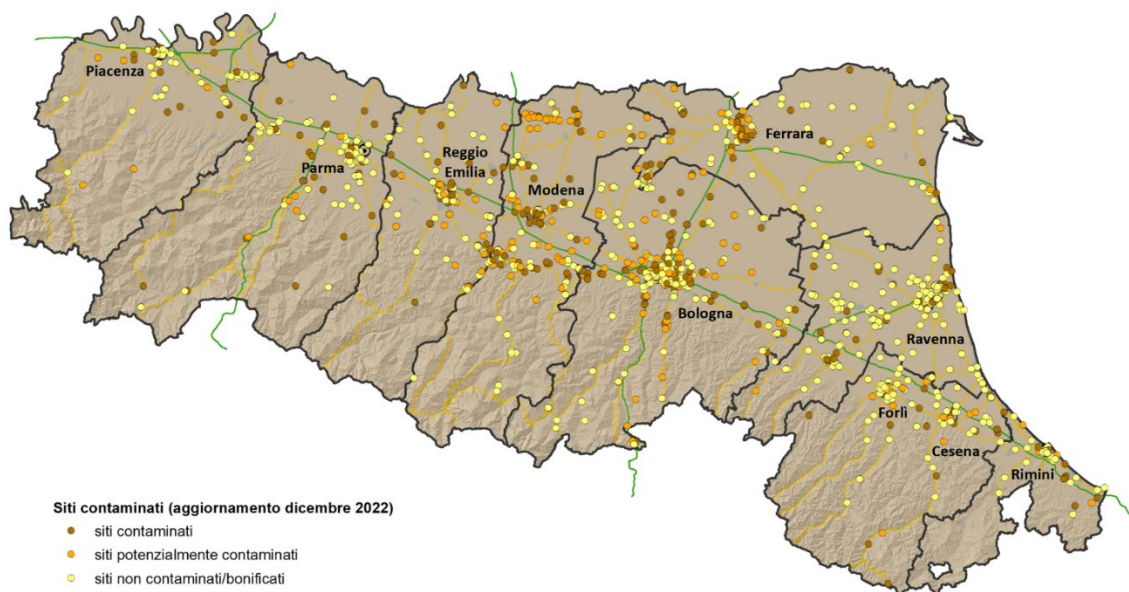 Piacenza
Parma
Reggio
Emilia
Modena
Ferrara
Bologna
Ravenna
Forlì
Cesena
Rimini
Siti contaminati (aggiornamento dicembre 2022)
siti contaminati
siti potenzialmente contaminati
siti non contaminati/bonificati